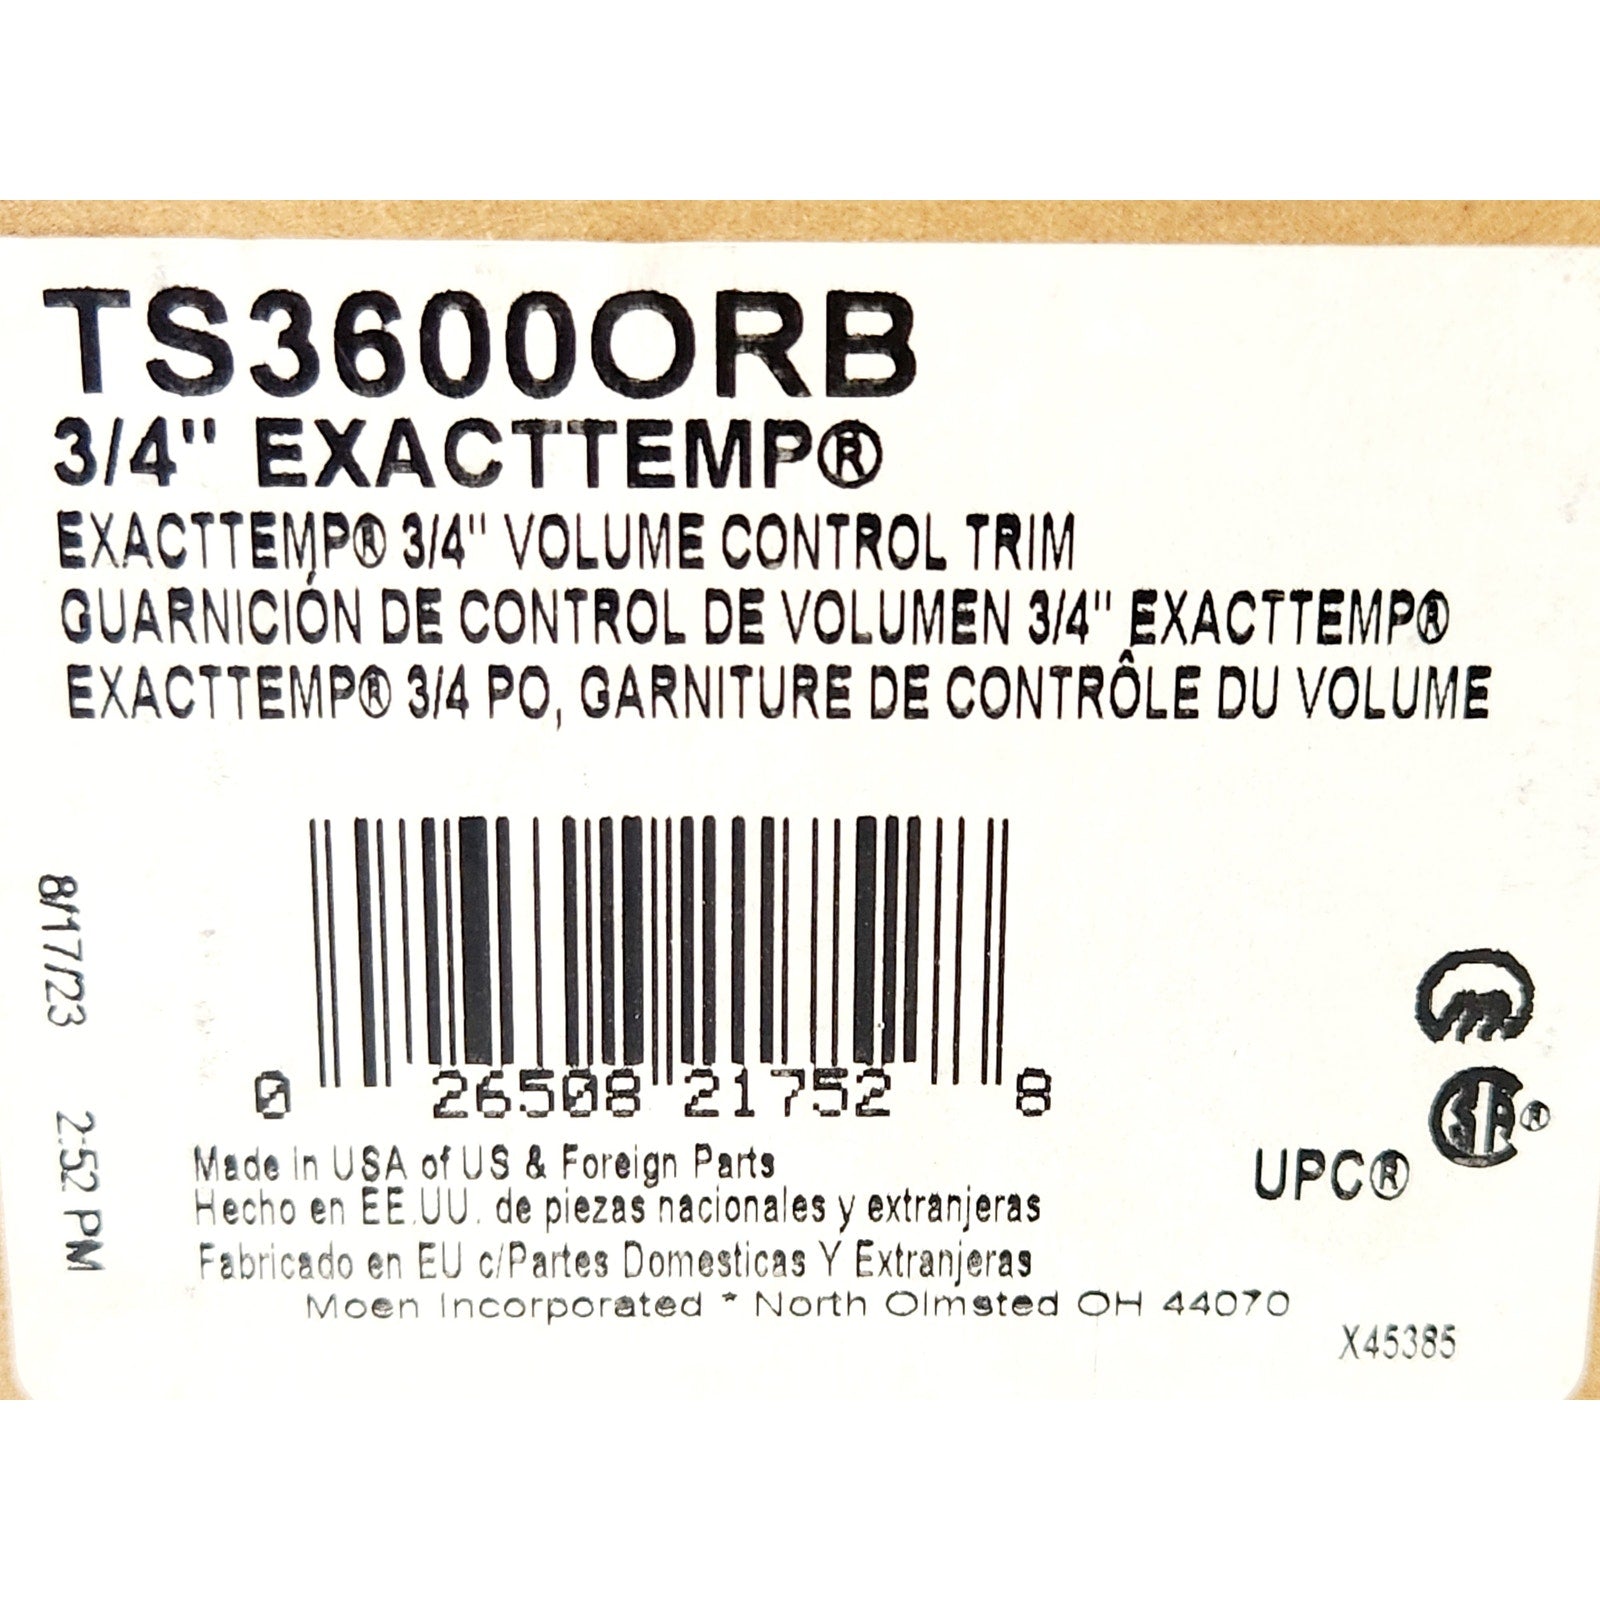 TS3600ORB
3/4" EXACTTEMP®
EXACTTEMP® 3/4" VOLUME CONTROL TRIM
GUARNICIÓN DE CONTROL DE VOLUMEN 3/4" EXACTTEMP®
EXACTTEMP® 3/4 PO, GARNITURE DE CONTRÔLE DU VOLUME
8/17/23 2:52 PM
0 26508 21752 8
Made in USA of US & Foreign Parts
Hecho en EE.UU. de piezas nacionales y extranjeras
Fabricado en EU c/Partes Domesticas Y Extranjeras
Moen Incorporated * North Olmsted OH 44070
UPC®
SA®
X45385